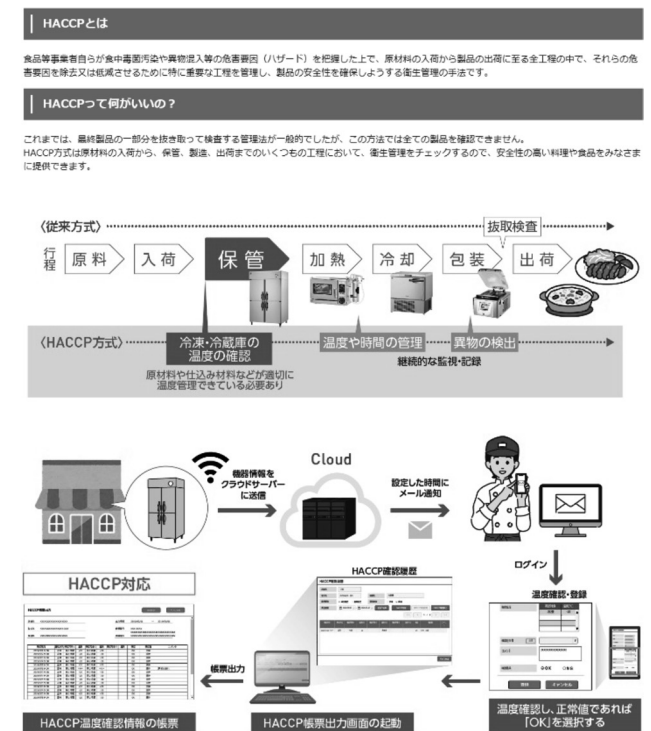 HACCPとは
食品等事業者自らが食中毒菌汚染や異物混入等の危害要因（ハザード）を把握した上で、原材料の入荷から製品の出荷に至る全工程の中で、それらの危
害要因を除去又は低減させるために特に重要な工程を管理し、製品の安全性を確保しようする衛生管理の手法です。
HACCPって何がいいの？
これまでは、最終製品の一部分を抜き取って検査する管理法が一般的でしたが、この方法では全ての製品を確認できません。
HACCP方式は原材料の入荷から、保管、製造、出荷までのいくつもの工程において、衛生管理をチェックするので、安全性の高い料理や食品をみなさま
に提供できます。
〈従来方式〉
抜取検査
行程
原料
入荷
保管
加熱
冷却
包装
出荷
〈HACCP方式〉
冷凍・冷蔵庫の
温度の確認
温度や時間の管理
異物の検出
継続的な監視・記録
原材料や仕込み材料などが適切に
温度管理できている必要あり
機器情報を
クラウドサーバー
に送信
Cloud
設定した時間に
メール通知
ログイン
HACCP対応
HACCP確認履歴
温度確認・登録
帳票出力
HACCP温度確認情報の帳票
HACCP帳票出力画面の起動
温度確認し、正常値であれば
「OK」を選択する